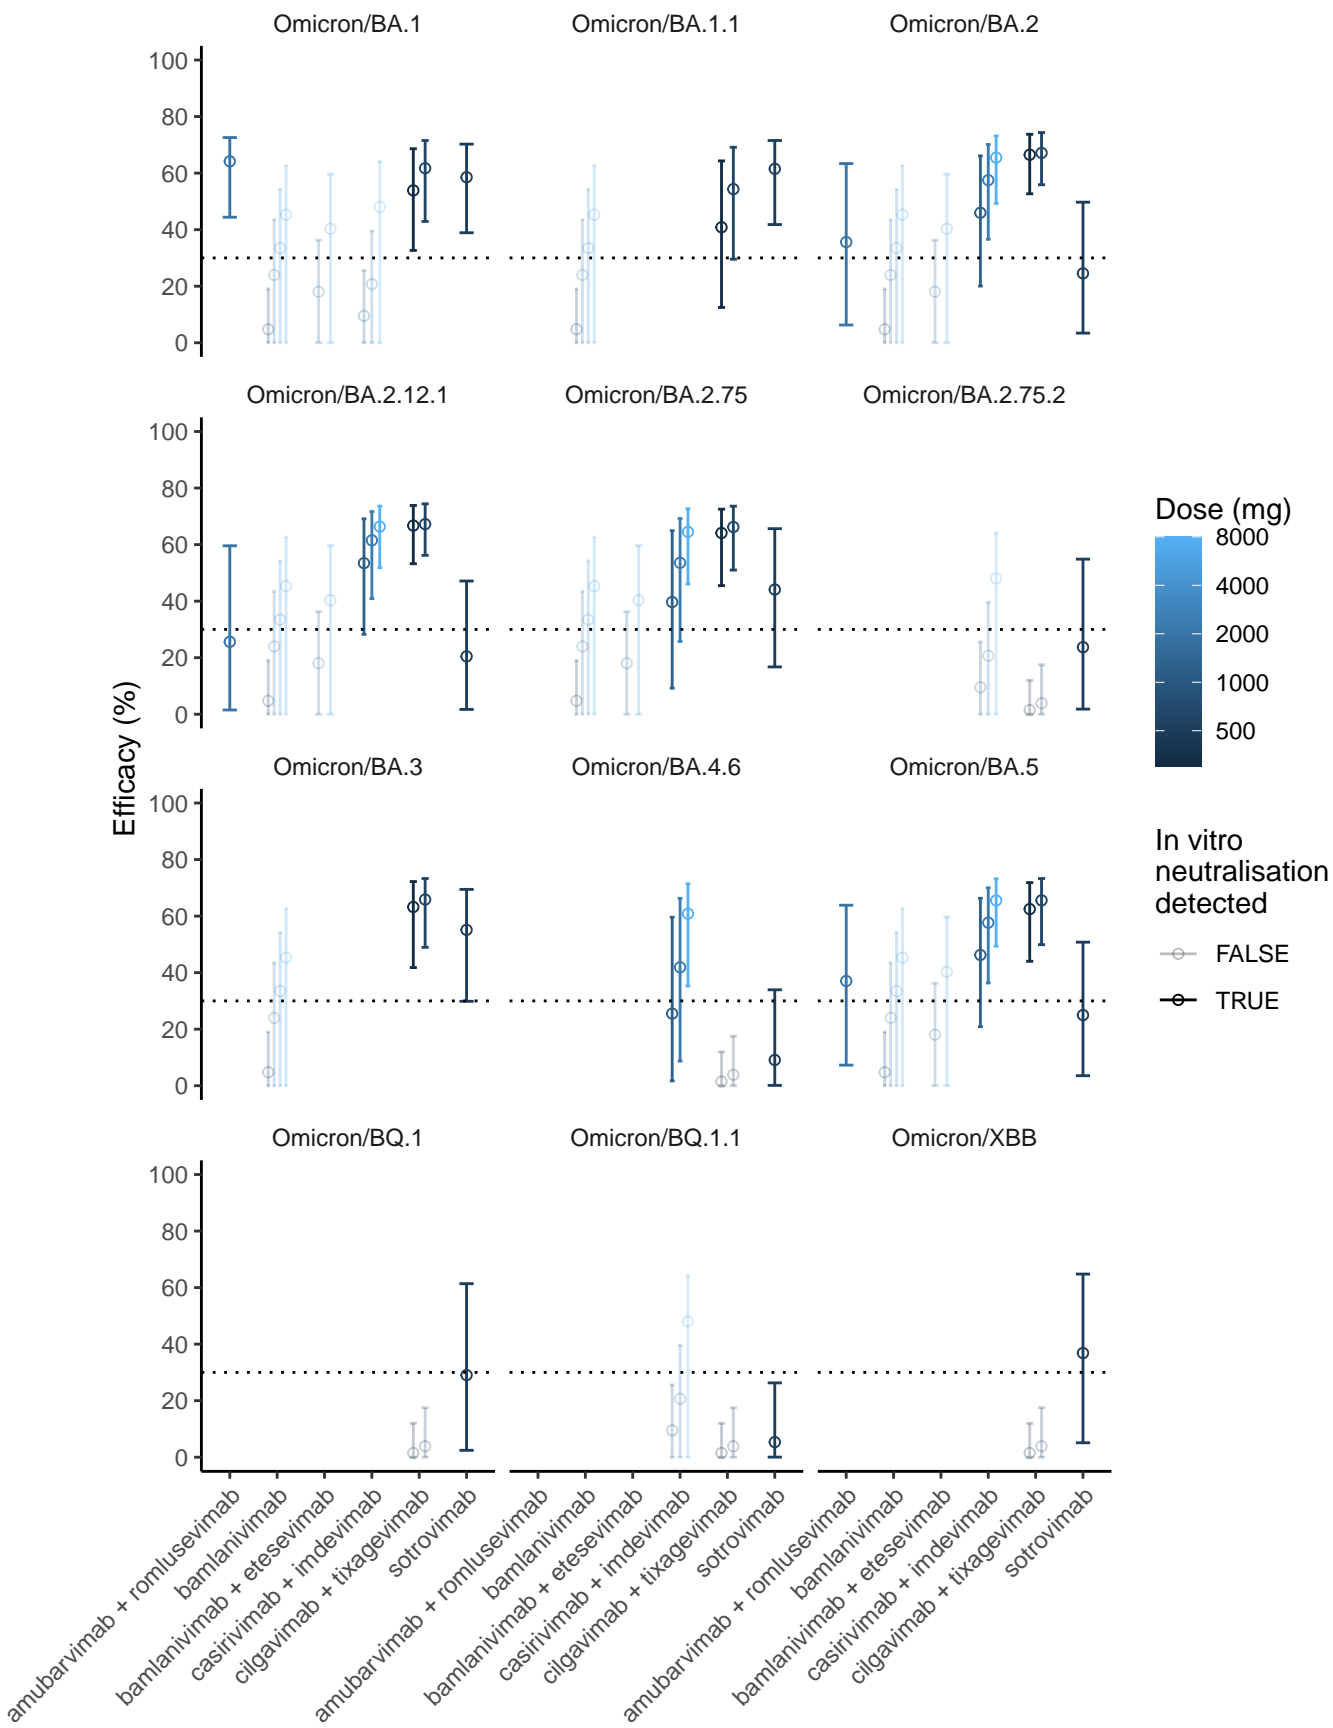 Omicron/BA.1
Omicron/BA.1.1
Omicron/BA.2
100
80
60
40
20
0
Omicron/BA.2.12.1
Omicron/BA.2.75
Omicron/BA.2.75.2
100
80
60
40
20
0
Omicron/BA.3
Omicron/BA.4.6
Omicron/BA.5
100
80
60
40
20
0
Omicron/BQ.1
Omicron/BQ.1.1
Omicron/XBB
100
80
60
40
20
0
Efficacy (%)
amubarvimab + romlusevimab
bamlanivimab
bamlanivimab + etesevimab
casirivimab + imdevimab
cilgavimab + tixagevimab
sotrovimab
amubarvimab + romlusevimab
bamlanivimab
bamlanivimab + etesevimab
casirivimab + imdevimab
cilgavimab + tixagevimab
sotrovimab
amubarvimab + romlusevimab
bamlanivimab
bamlanivimab + etesevimab
casirivimab + imdevimab
cilgavimab + tixagevimab
sotrovimab
Dose (mg)
8000
4000
2000
1000
500
In vitro
neutralisation
detected
FALSE
TRUE